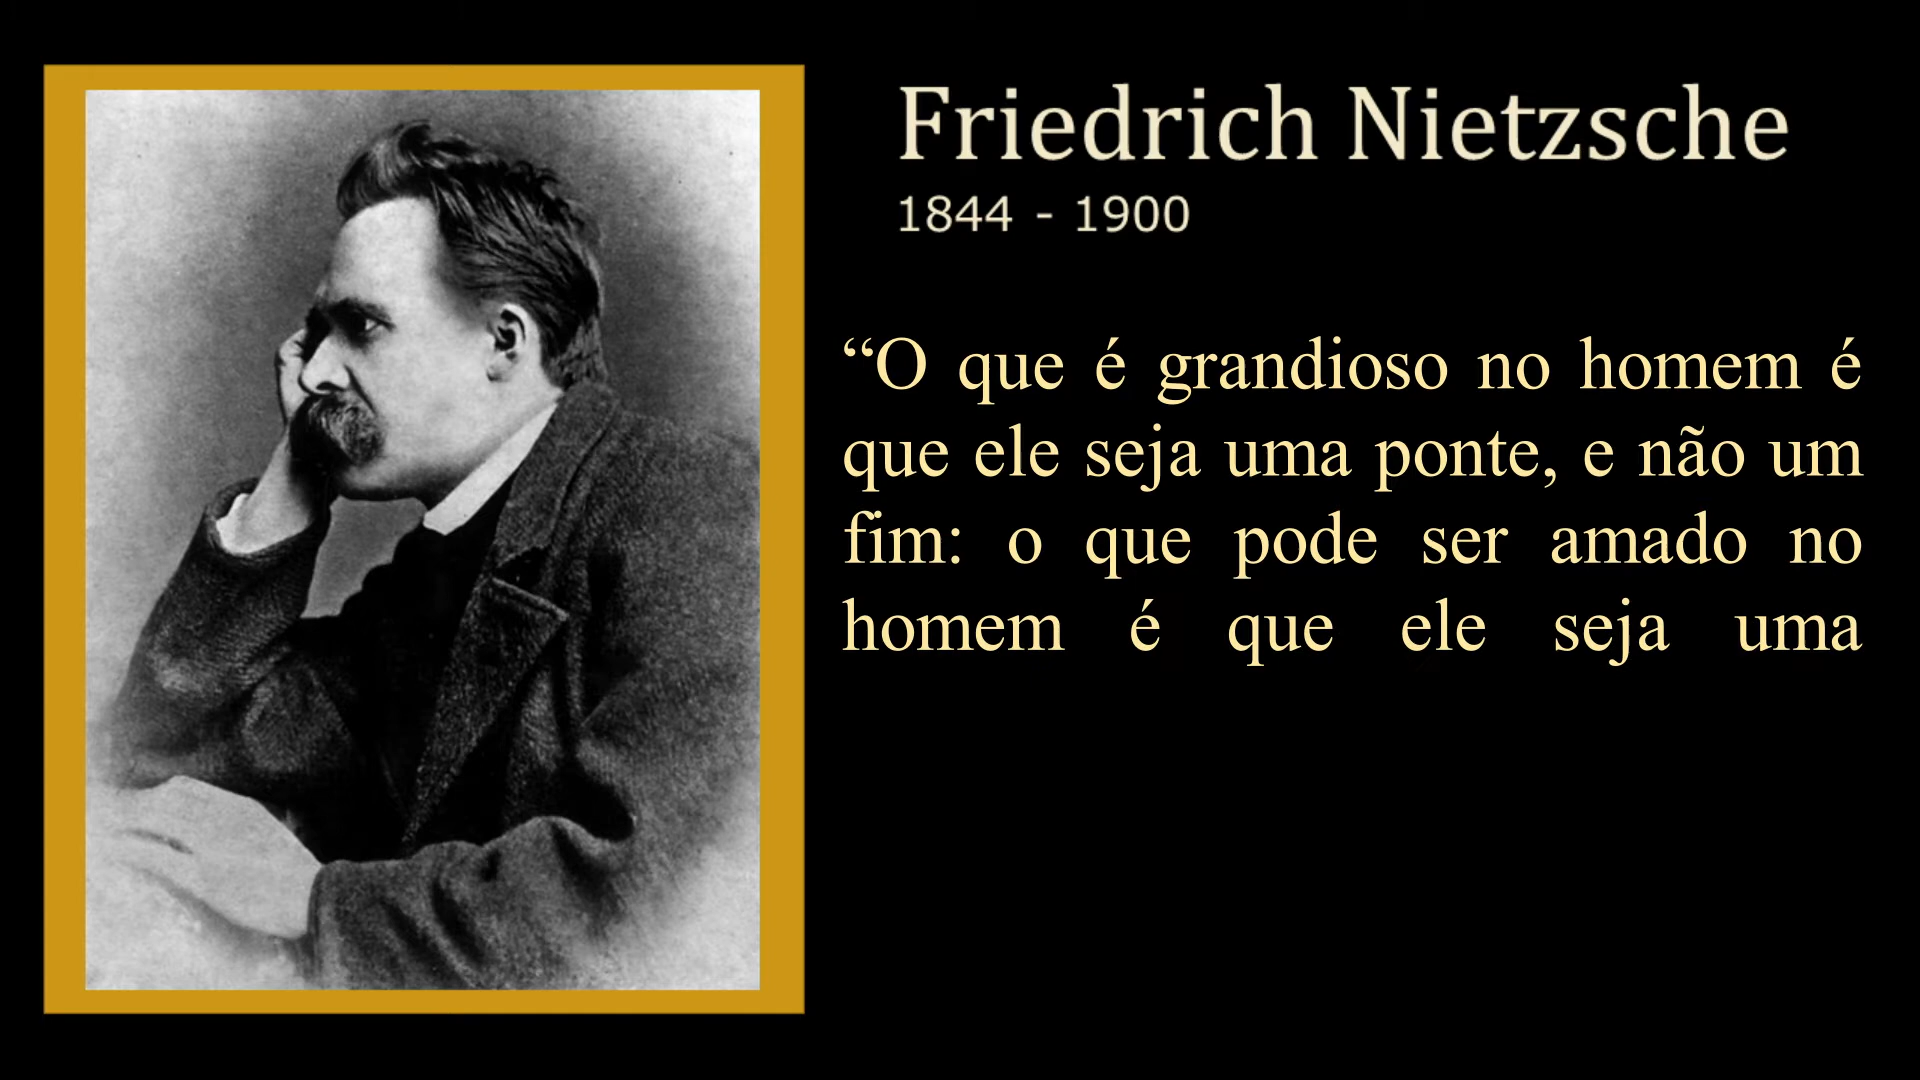 Friedrich Nietzsche
1844 - 1900
“O que é grandioso no homem é
que ele seja uma ponte, e não um
fim: o que pode ser amado no
homem é que ele seja uma